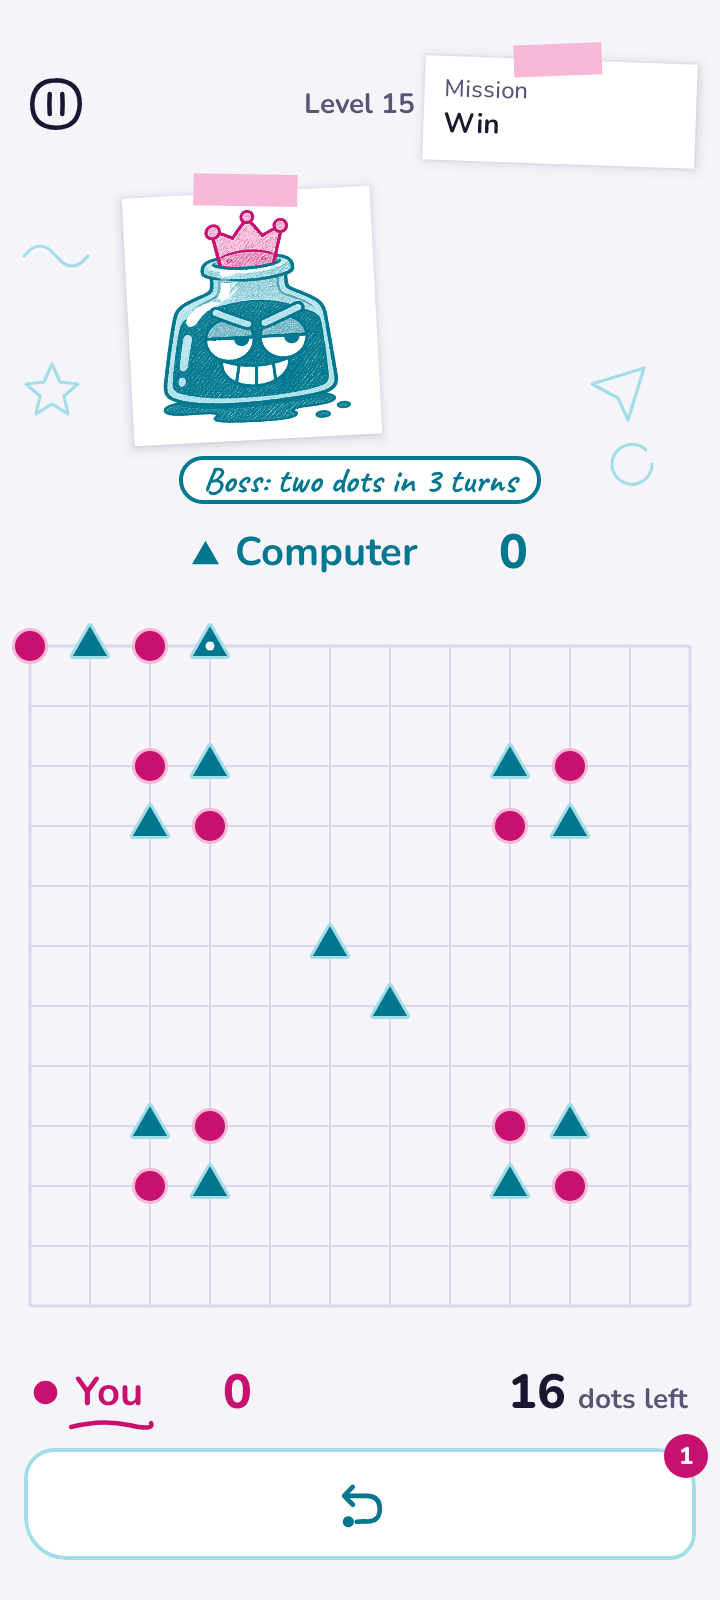 Level 15
Mission
Win
Boss: two dots in 3 turns
Computer 0
You 0
16 dots left
1